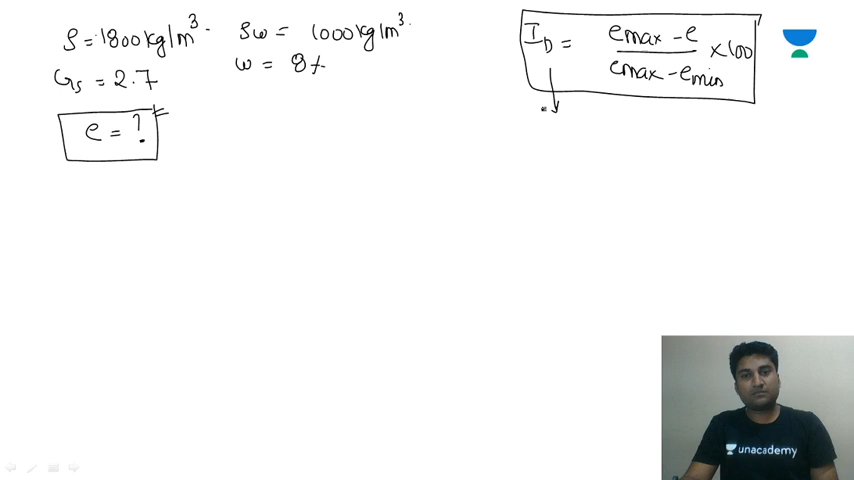 ρ = 1800 kg/m³
ρw = 1000 kg/m³
Gs = 2.7
w = 8%
e = ?
ID = emax - e / emax - emin × 100
unacademy